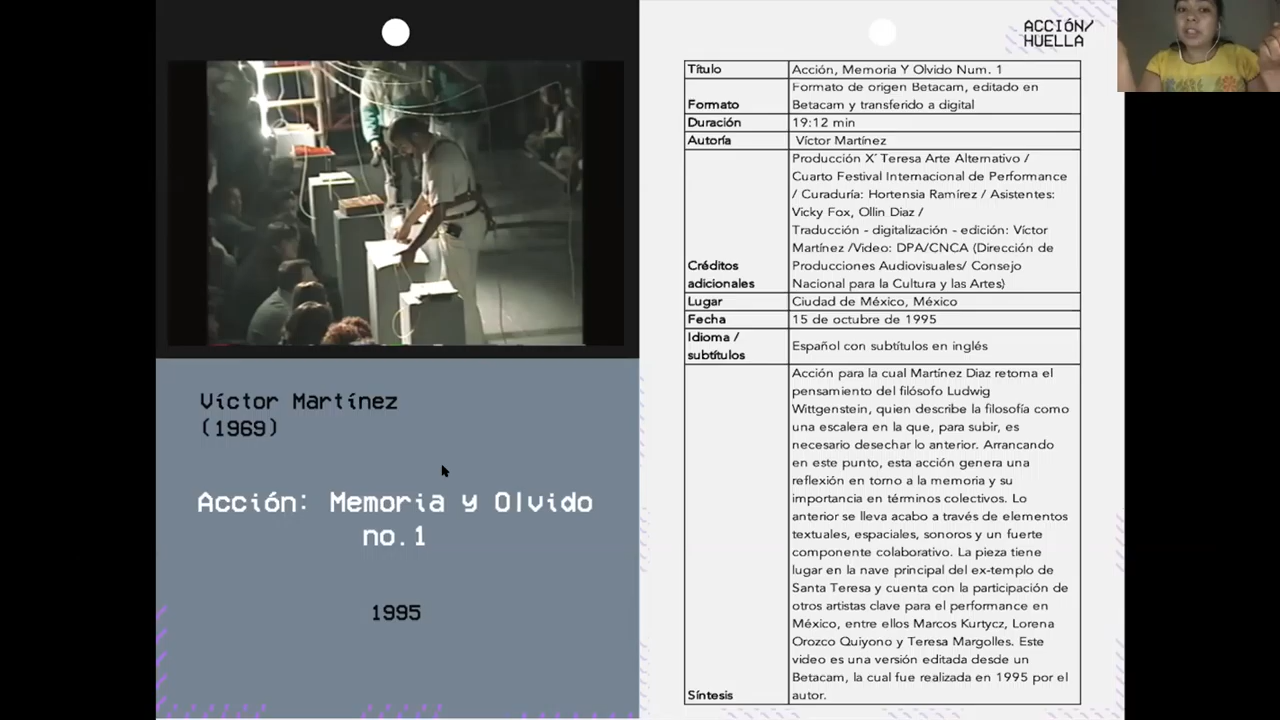 ACCIÓN/
HUELLA
Víctor Martínez
(1969)
Acción: Memoria y Olvido
no.1
1995
Título
Acción, Memoria Y Olvido Num. 1
Formato
Formato de origen Betacam, editado en
Betacam y transferido a digital
Duración
19:12 min
Autoría
Víctor Martínez
Créditos
adicionales
Producción X´ Teresa Arte Alternativo /
Cuarto Festival Internacional de Performance
/ Curaduría: Hortensia Ramírez / Asistentes:
Vicky Fox, Ollin Diaz /
Traducción - digitalización - edición: Víctor
Martínez /Video: DPA/CNCA (Dirección de
Producciones Audiovisuales/ Consejo
Nacional para la Cultura y las Artes)
Lugar
Ciudad de México, México
Fecha
15 de octubre de 1995
Idioma /
subtítulos
Español con subtítulos en inglés
Síntesis
Acción para la cual Martínez Diaz retoma el
pensamiento del filósofo Ludwig
Wittgenstein, quien describe la filosofía como
una escalera en la que, para subir, es
necesario desechar lo anterior. Arrancando
en este punto, esta acción genera una
reflexión en torno a la memoria y su
importancia en términos colectivos. Lo
anterior se lleva acabo a través de elementos
textuales, espaciales, sonoros y un fuerte
componente colaborativo. La pieza tiene
lugar en la nave principal del ex-templo de
Santa Teresa y cuenta con la participación de
otros artistas clave para el performance en
México, entre ellos Marcos Kurtycz, Lorena
Orozco Quiyono y Teresa Margolles. Este
video es una versión editada desde un
Betacam, la cual fue realizada en 1995 por el
autor.